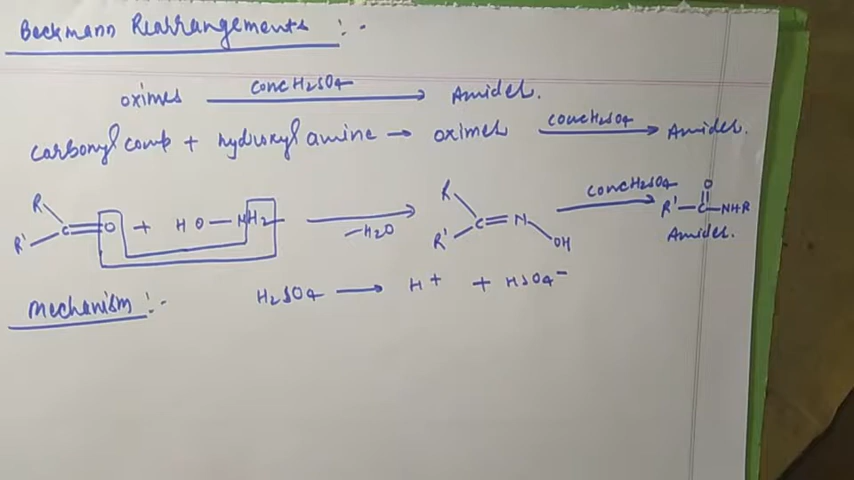 Beckmann Rearrangements :-
oximes conc H₂SO₄ → Amides.
carbonyl comp + hydroxyl amine → oximes conc H₂SO₄ → Amides.
R R' C = O + HO - NH₂ → -H₂O R R' C = N OH conc H₂SO₄ → R' - C - NHR O
Amides.
Mechanism :- H₂SO₄ → H⁺ + HSO₄⁻